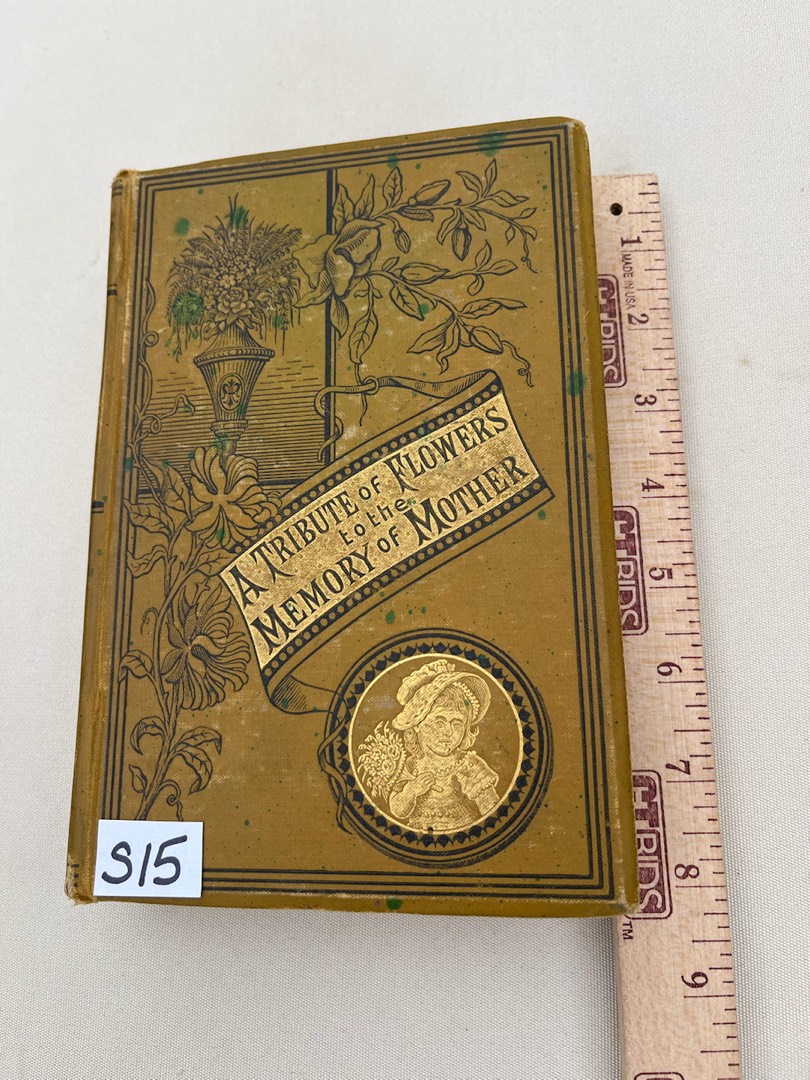 A TRIBUTE of FLOWERS
to the
MEMORY of MOTHER
S15
1
MADE IN USA
2
3
4
5
6
7
8
TM
9